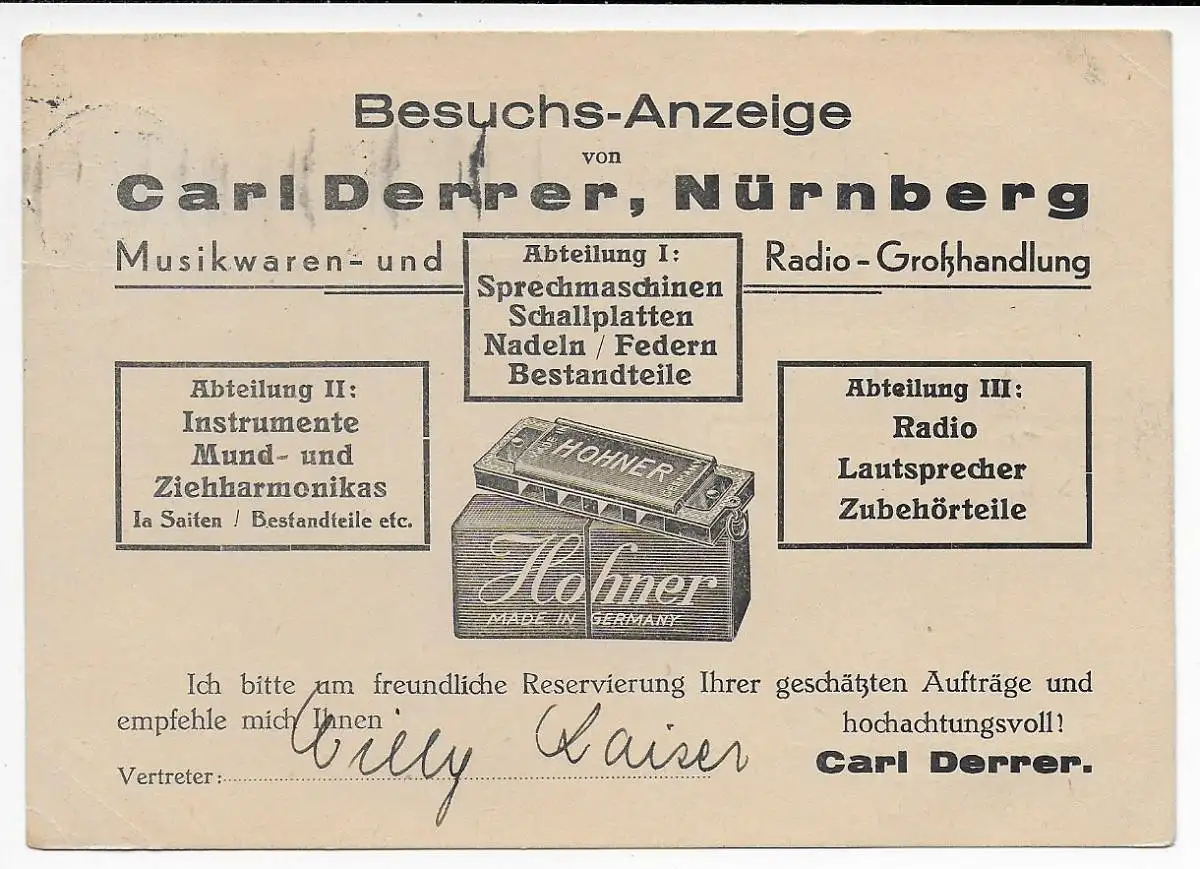 Besuchs-Anzeige
von
Carl Derrer, Nürnberg
Musikwaren- und
Radio-Großhandlung
Abteilung I:
Sprechmaschinen
Schallplatten
Nadeln / Federn
Bestandteile
Abteilung II:
Instrumente
Mund- und
Ziehharmonikas
Ia Saiten / Bestandteile etc.
Abteilung III:
Radio
Lautsprecher
Zubehörteile
HOHNER
Hohner
MADE IN GERMANY
Ich bitte um freundliche Reservierung Ihrer geschätzten Aufträge und
empfehle mich Ihnen
hochachtungsvoll!
Vertreter: Willy Kaiser
Carl Derrer.